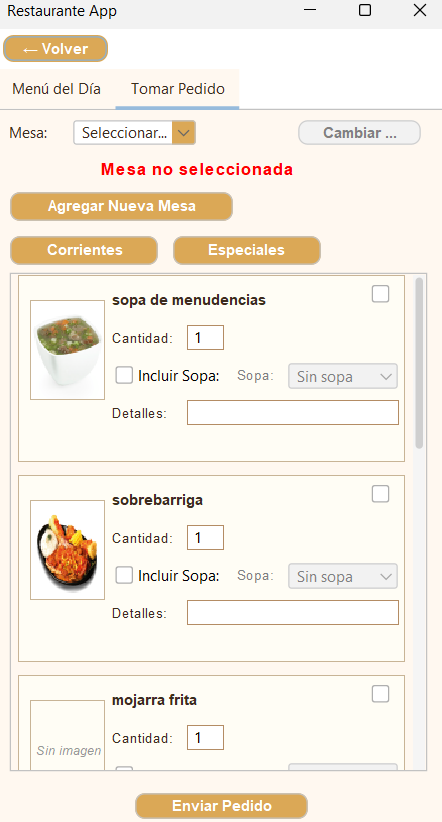 Restaurante App
← Volver
Menú del Día Tomar Pedido
Mesa: Seleccionar... Cambiar ...
Mesa no seleccionada
Agregar Nueva Mesa
Corrientes Especiales
sopa de menudencias
Cantidad: 1
Incluir Sopa: Sopa: Sin sopa
Detalles:
sobrebarriga
Cantidad: 1
Incluir Sopa: Sopa: Sin sopa
Detalles:
mojarra frita
Cantidad: 1
Sin imagen
Enviar Pedido